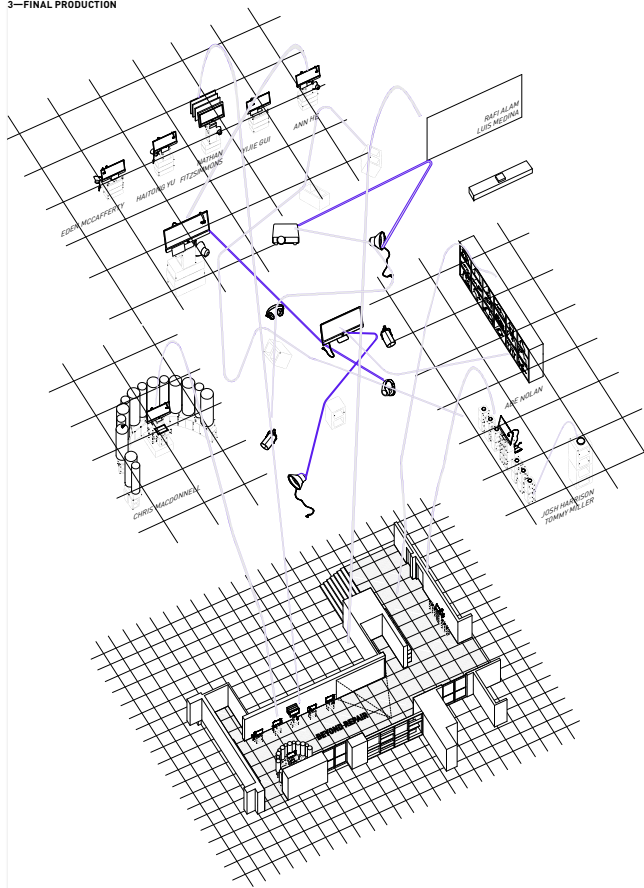 3—FINAL PRODUCTION
RAFI ALAM
LUIS MEDINA
ANN HE
YIJIE GUI
NATHAN
FITZSIMMONS
HAITONG YU
EDEN MCCAFFERTY
ABE NOLAN
CHRIS MACDONNELL
JOSH HARRISON
TOMMY MILLER
BEYOND REPAIR